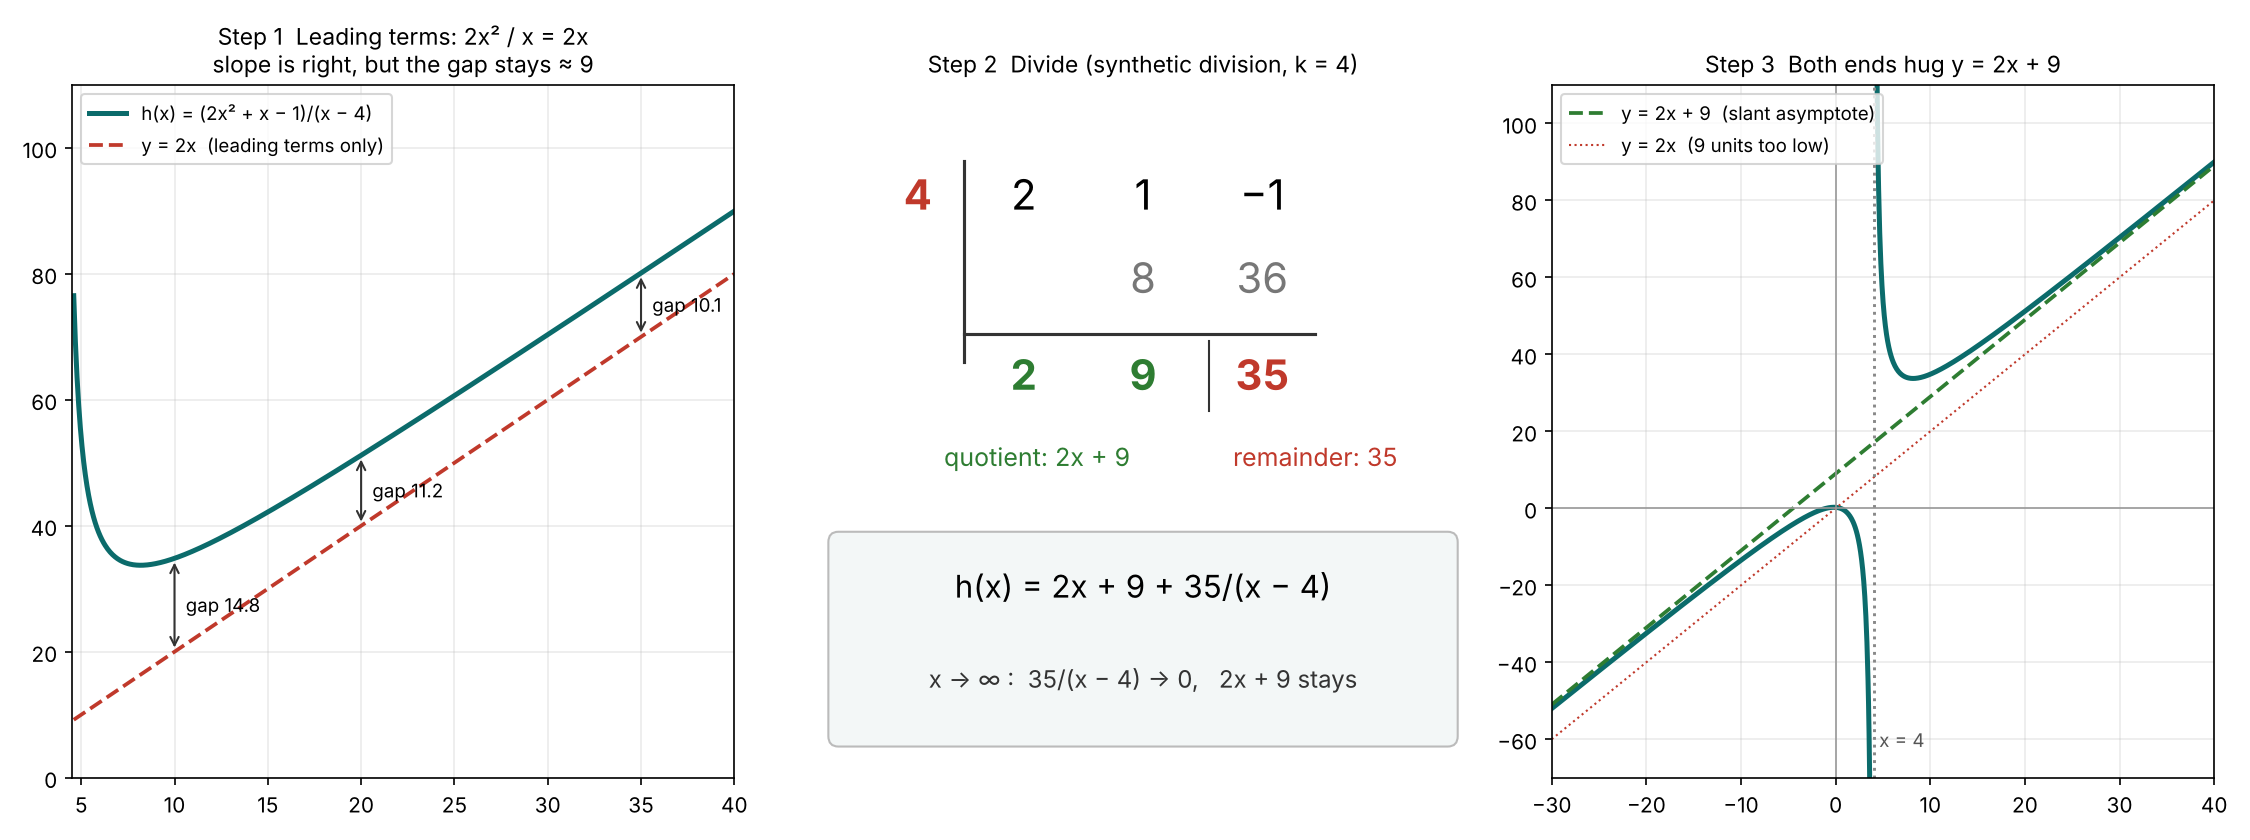 Step 1  Leading terms: 2x² / x = 2x
slope is right, but the gap stays ≈ 9
h(x) = (2x² + x − 1)/(x − 4)
y = 2x  (leading terms only)
100
80
60
40
20
0
gap 14.8
gap 11.2
gap 10.1
5 10 15 20 25 30 35 40
Step 2  Divide (synthetic division, k = 4)
4 2 1 −1
8 36
2 9 35
quotient: 2x + 9 remainder: 35
h(x) = 2x + 9 + 35/(x − 4)
x → ∞ :  35/(x − 4) → 0,   2x + 9 stays
Step 3  Both ends hug y = 2x + 9
y = 2x + 9  (slant asymptote)
y = 2x  (9 units too low)
100
80
60
40
20
0
−20
−40
−60
x = 4
−30 −20 −10 0 10 20 30 40